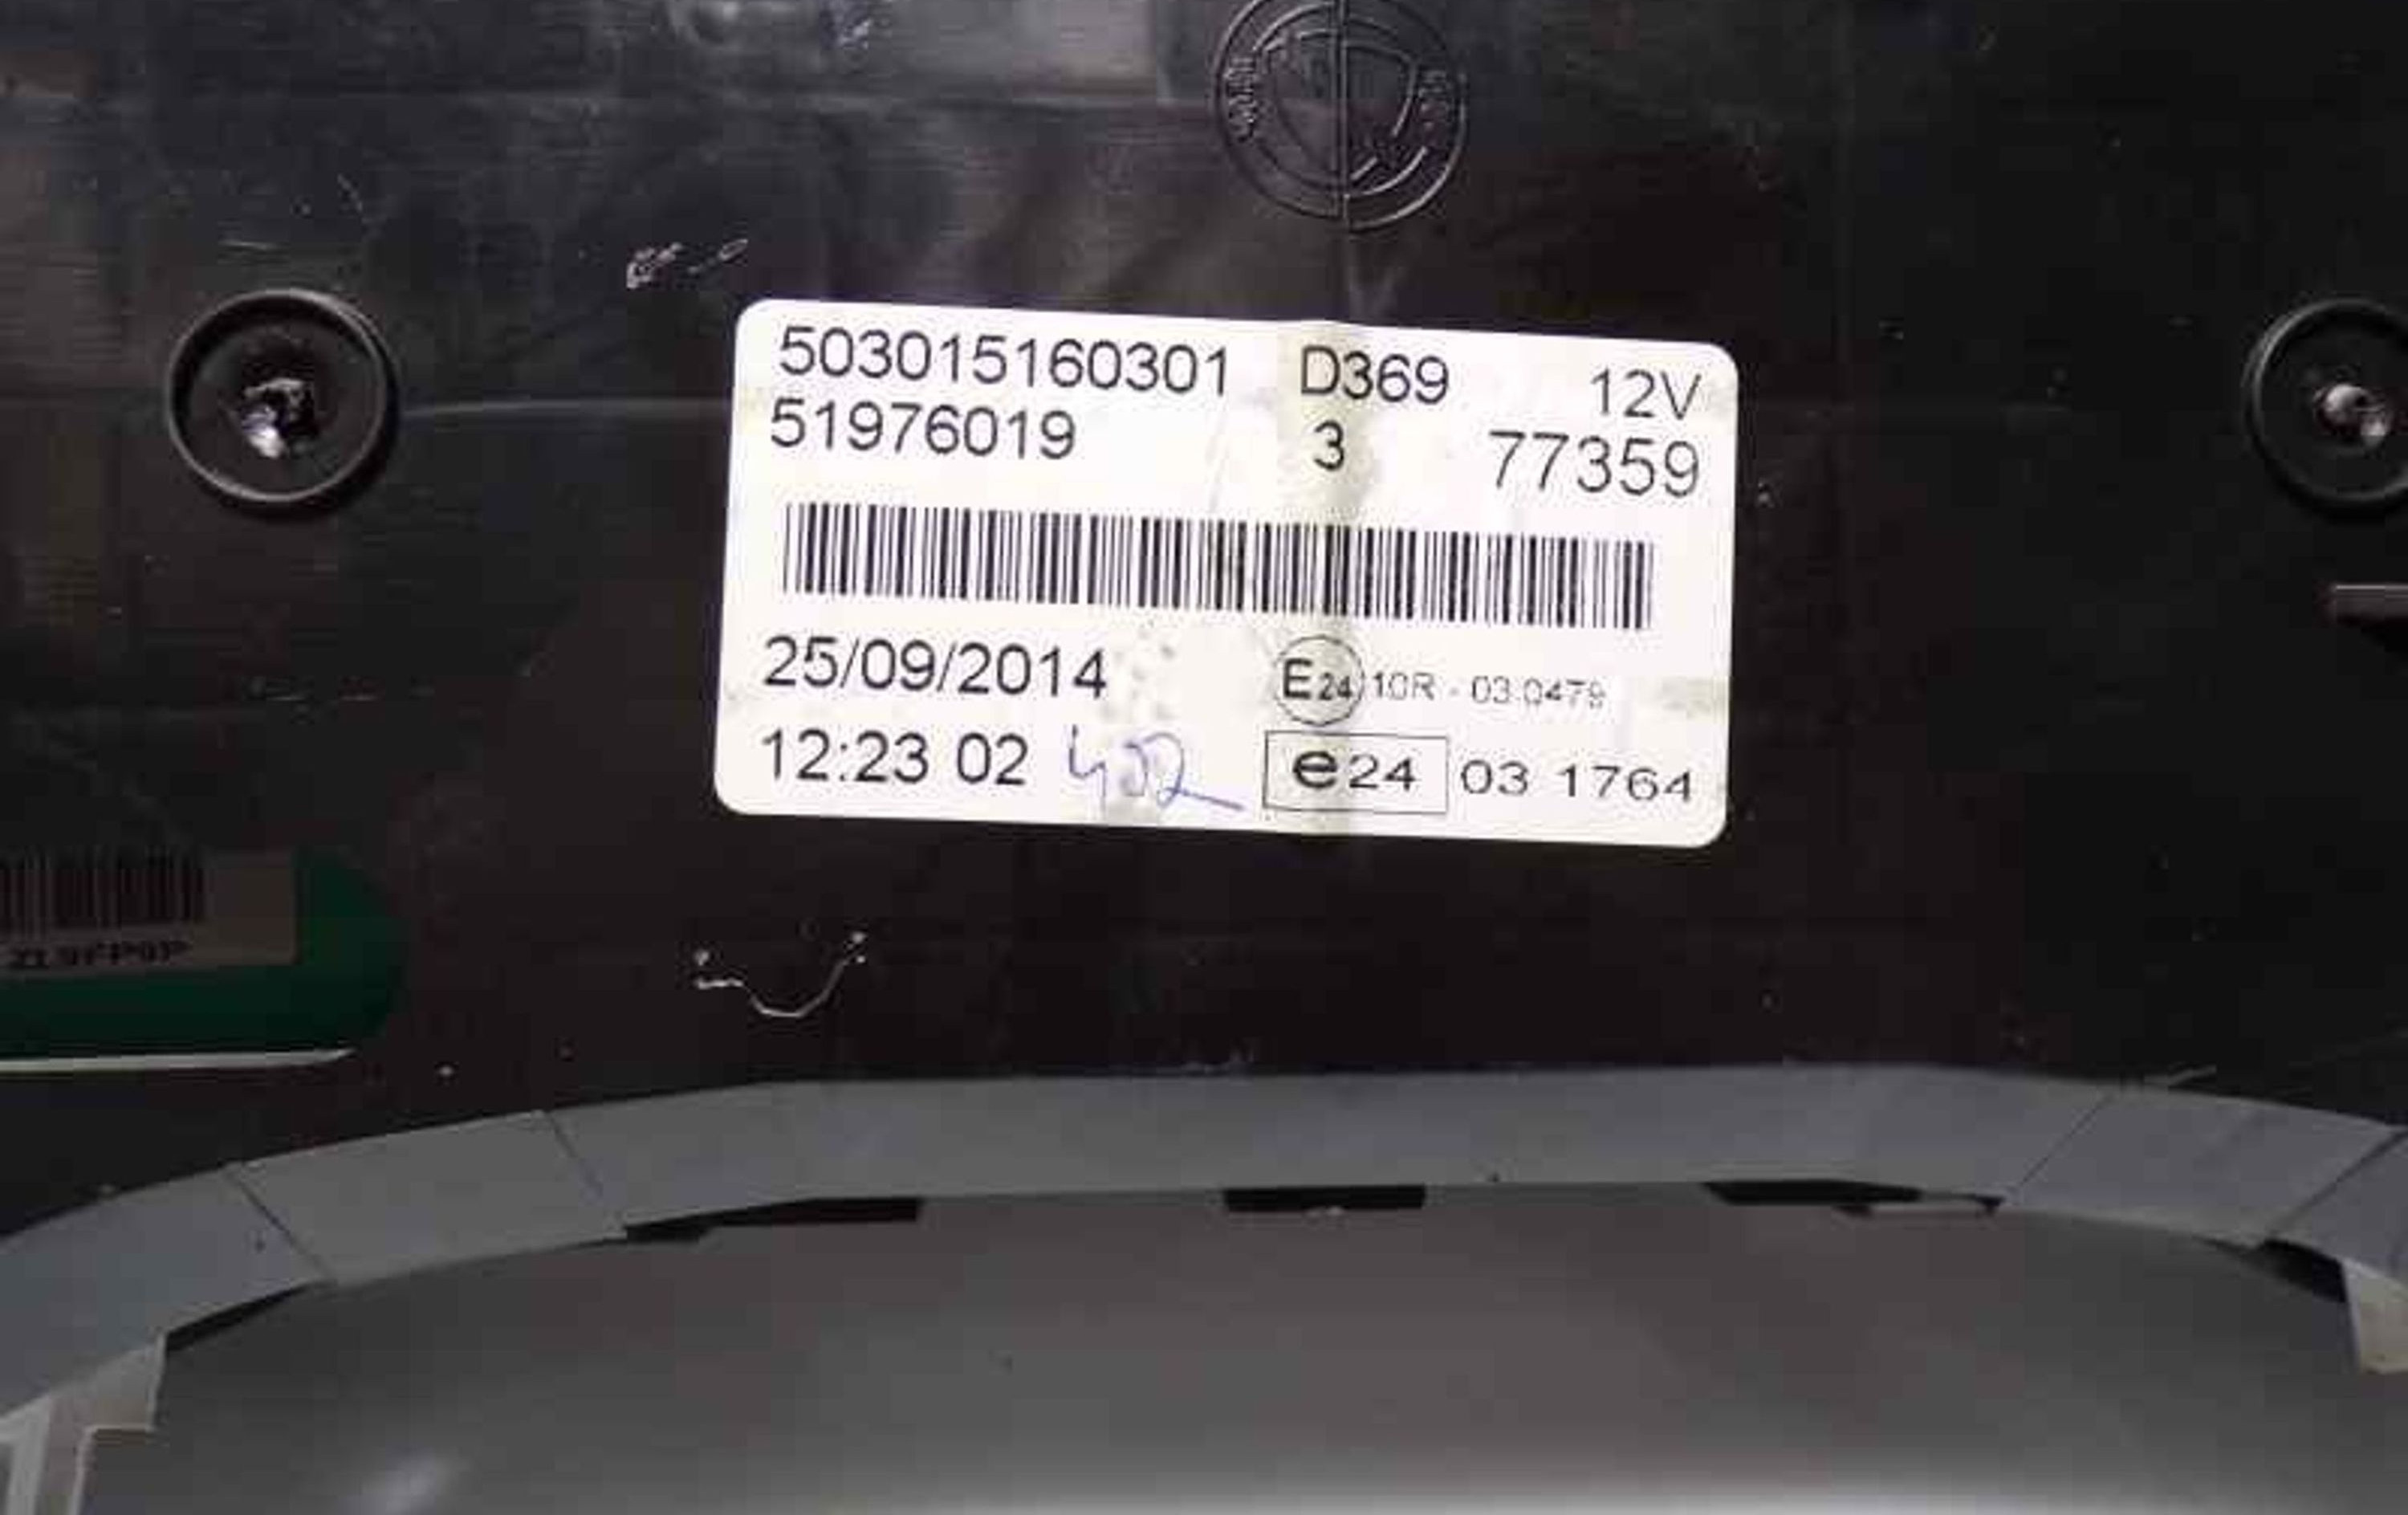 503015160301 D369 12V
51976019 3 77359
25/09/2014 E24 10R - 03 0479
12:23 02 402 e24 03 1764